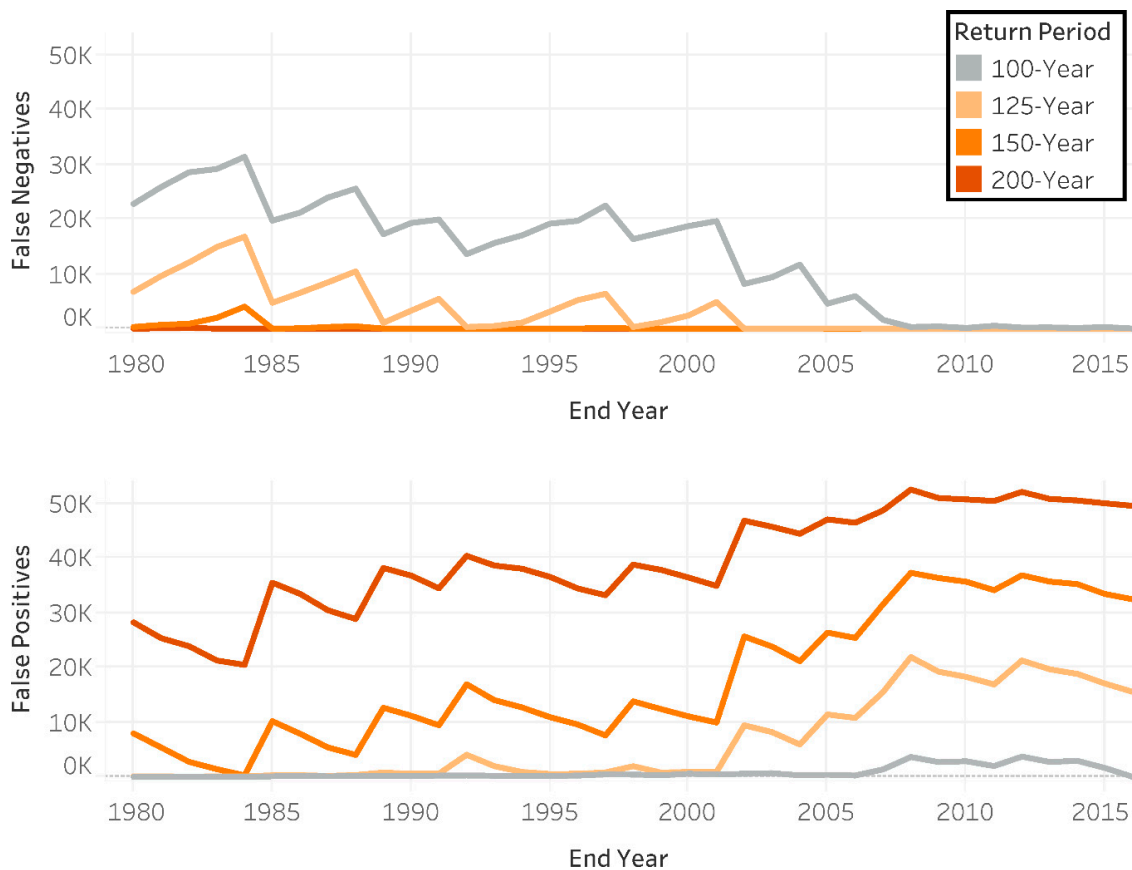 Return Period
100-Year
125-Year
150-Year
200-Year
False Negatives
50K
40K
30K
20K
10K
0K
1980 1985 1990 1995 2000 2005 2010 2015
End Year
False Positives
50K
40K
30K
20K
10K
0K
1980 1985 1990 1995 2000 2005 2010 2015
End Year